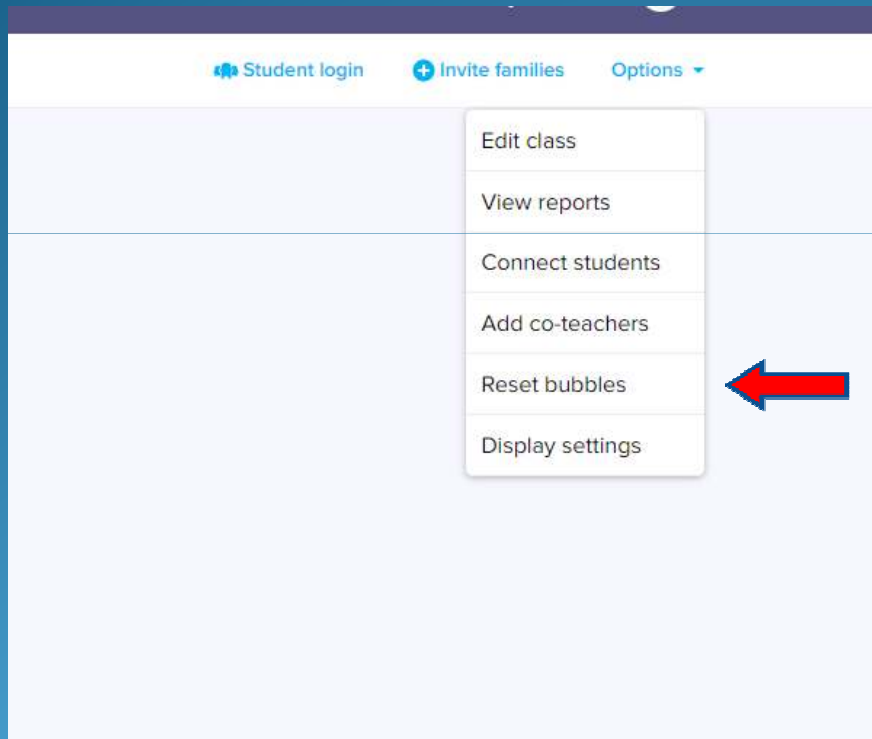 Student login Invite families Options
Edit class
View reports
Connect students
Add co-teachers
Reset bubbles
Display settings